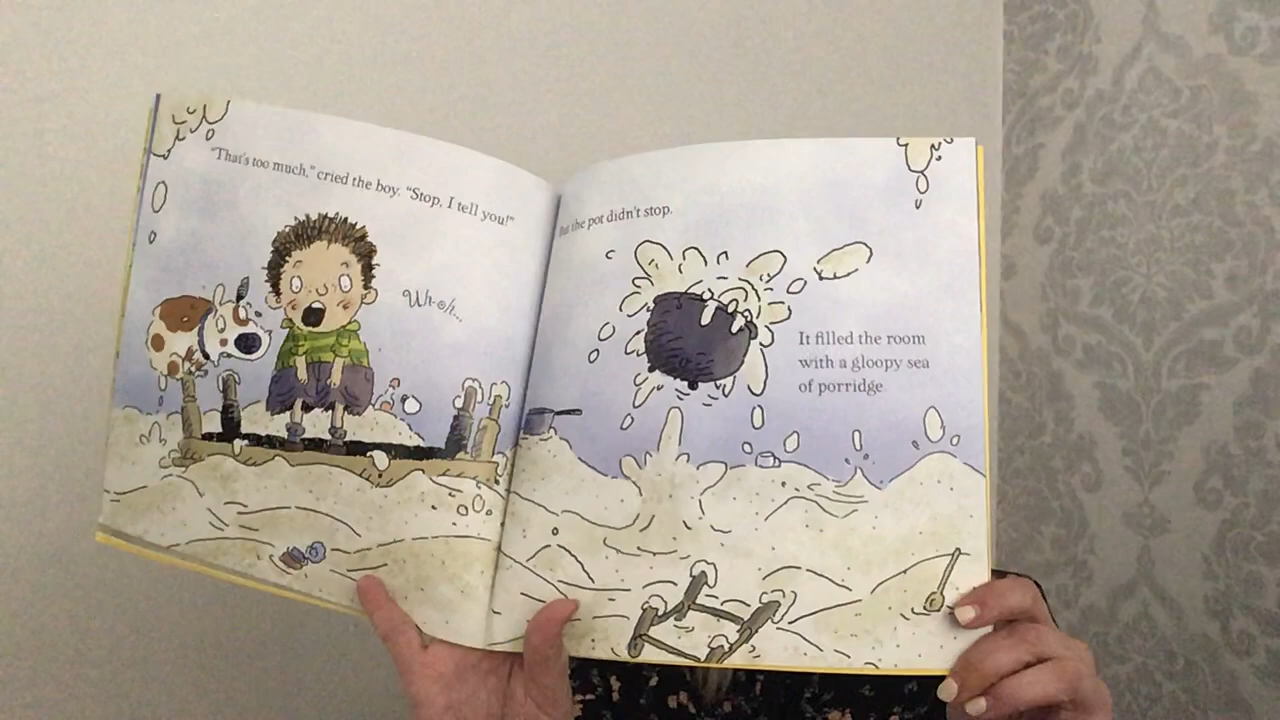 "That's too much," cried the boy. "Stop, I tell you!"
Uh-oh...
But the pot didn't stop.
It filled the room
with a gloopy sea
of porridge